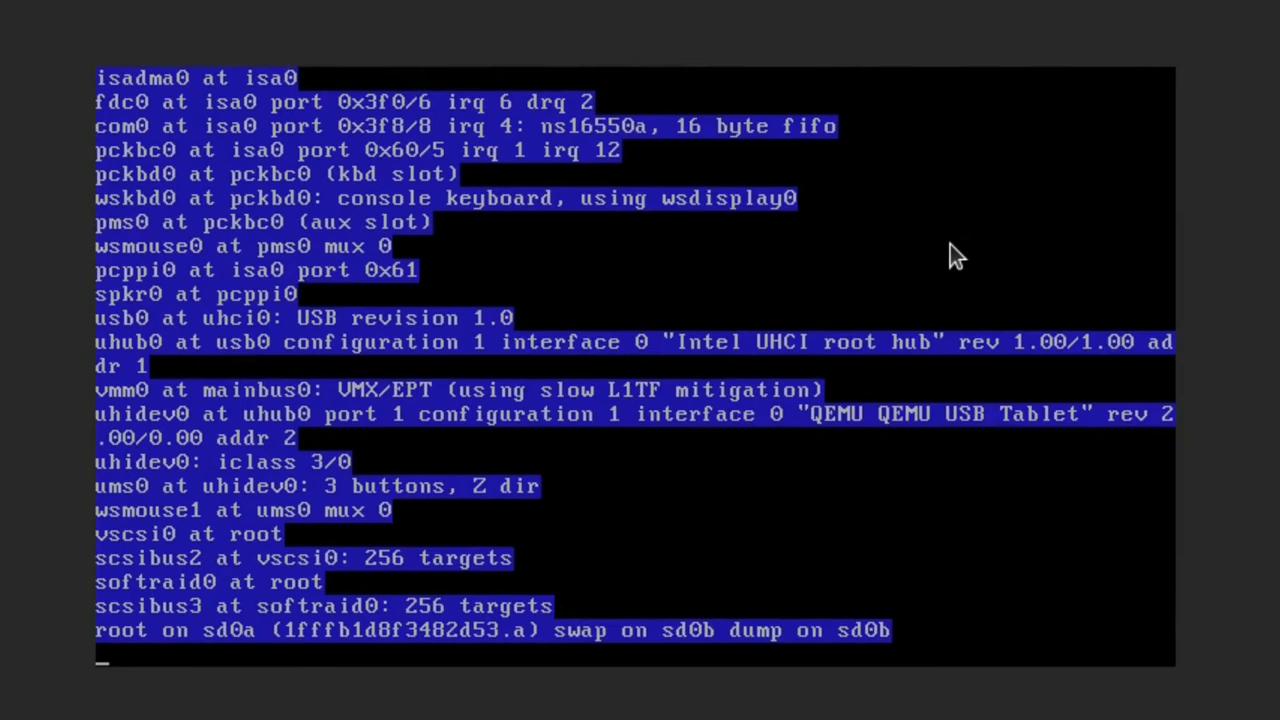 isadma0 at isa0
fdc0 at isa0 port 0x3f0/6 irq 6 drq 2
com0 at isa0 port 0x3f8/8 irq 4: ns16550a, 16 byte fifo
pckbc0 at isa0 port 0x60/5 irq 1 irq 12
pckbd0 at pckbc0 (kbd slot)
wskbd0 at pckbd0: console keyboard, using wsdisplay0
pms0 at pckbc0 (aux slot)
wsmouse0 at pms0 mux 0
pcppi0 at isa0 port 0x61
spkr0 at pcppi0
usb0 at uhci0: USB revision 1.0
uhub0 at usb0 configuration 1 interface 0 "Intel UHCI root hub" rev 1.00/1.00 ad
dr 1
vmm0 at mainbus0: VMX/EPT (using slow L1TF mitigation)
uhidev0 at uhub0 port 1 configuration 1 interface 0 "QEMU QEMU USB Tablet" rev 2
.00/0.00 addr 2
uhidev0: iclass 3/0
ums0 at uhidev0: 3 buttons, Z dir
wsmouse1 at ums0 mux 0
vscsi0 at root
scsibus2 at vscsi0: 256 targets
softraid0 at root
scsibus3 at softraid0: 256 targets
root on sd0a (1fffb1d8f3482d53.a) swap on sd0b dump on sd0b